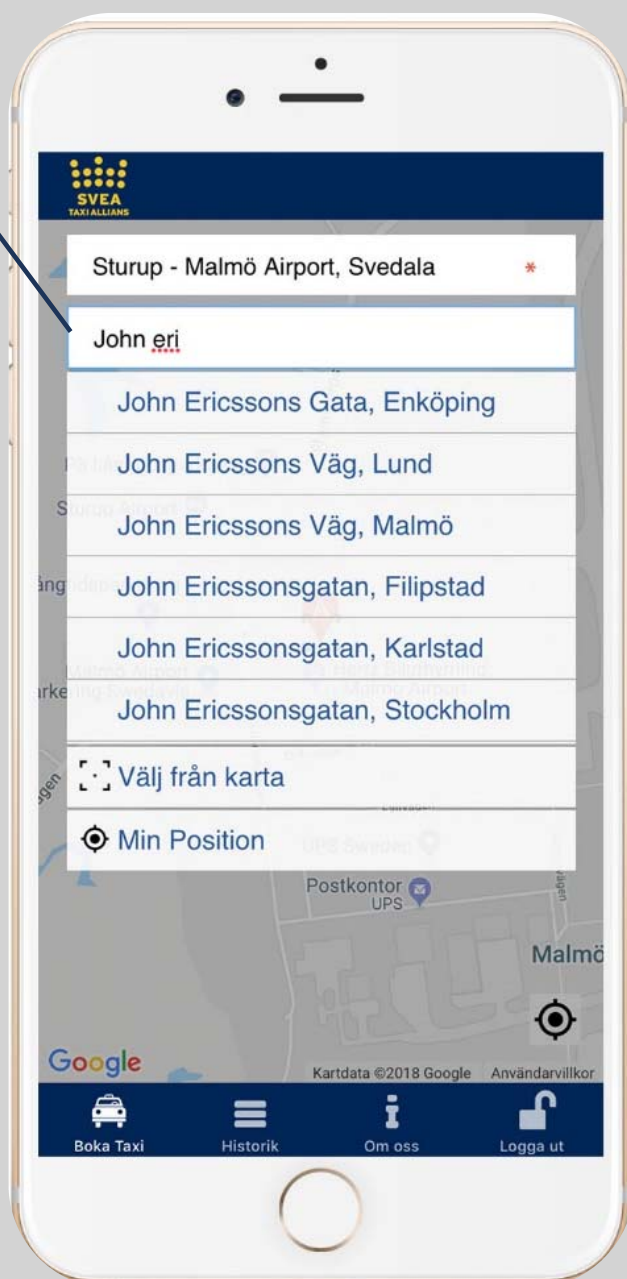 SVEA
TAXI ALLIANS
Sturup - Malmö Airport, Svedala *
John eri
John Ericssons Gata, Enköping
John Ericssons Väg, Lund
John Ericssons Väg, Malmö
John Ericssonsgatan, Filipstad
John Ericssonsgatan, Karlstad
John Ericssonsgatan, Stockholm
Välj från karta
Min Position
Postkontor
UPS
Malmö
Google
Kartdata ©2018 Google Användarvillkor
Boka Taxi Historik Om oss Logga ut